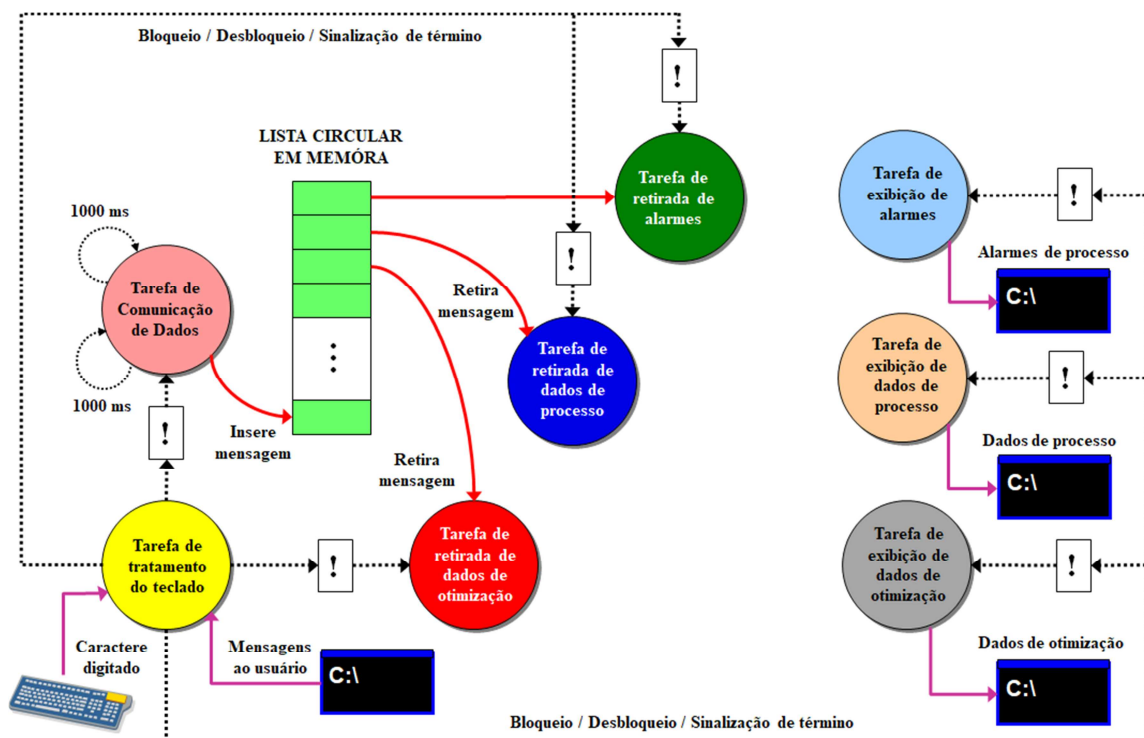 Bloqueio / Desbloqueio / Sinalização de término
!
LISTA CIRCULAR
EM MEMÓRA
Tarefa de
retirada de
alarmes
Tarefa de
exibição de
alarmes
!
1000 ms
!
Alarmes de processo
C:\
Tarefa de
Comunicação
de Dados
Retira
mensagem
Tarefa de
retirada de
dados de
processo
Tarefa de
exibição de
dados de
processo
!
1000 ms
!
Insere
mensagem
Dados de processo
C:\
Retira
mensagem
Tarefa de
tratamento
do teclado
!
Tarefa de
retirada de
dados de
otimização
Tarefa de
exibição de
dados de
otimização
!
Caractere
digitado
Mensagens
ao usuário
C:\
Dados de otimização
C:\
Bloqueio / Desbloqueio / Sinalização de término